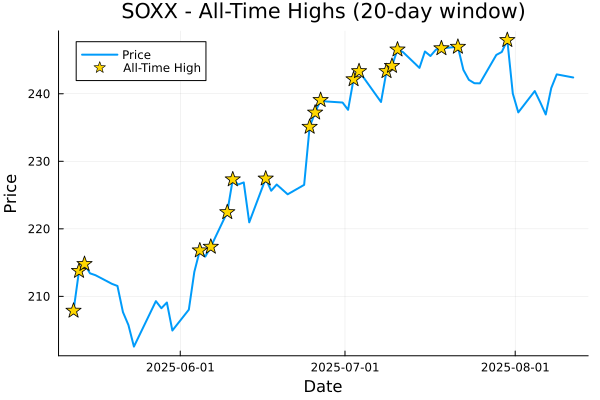 SOXX - All-Time Highs (20-day window)
Price
All-Time High
240
230
220
210
Price
2025-06-01
2025-07-01
2025-08-01
Date